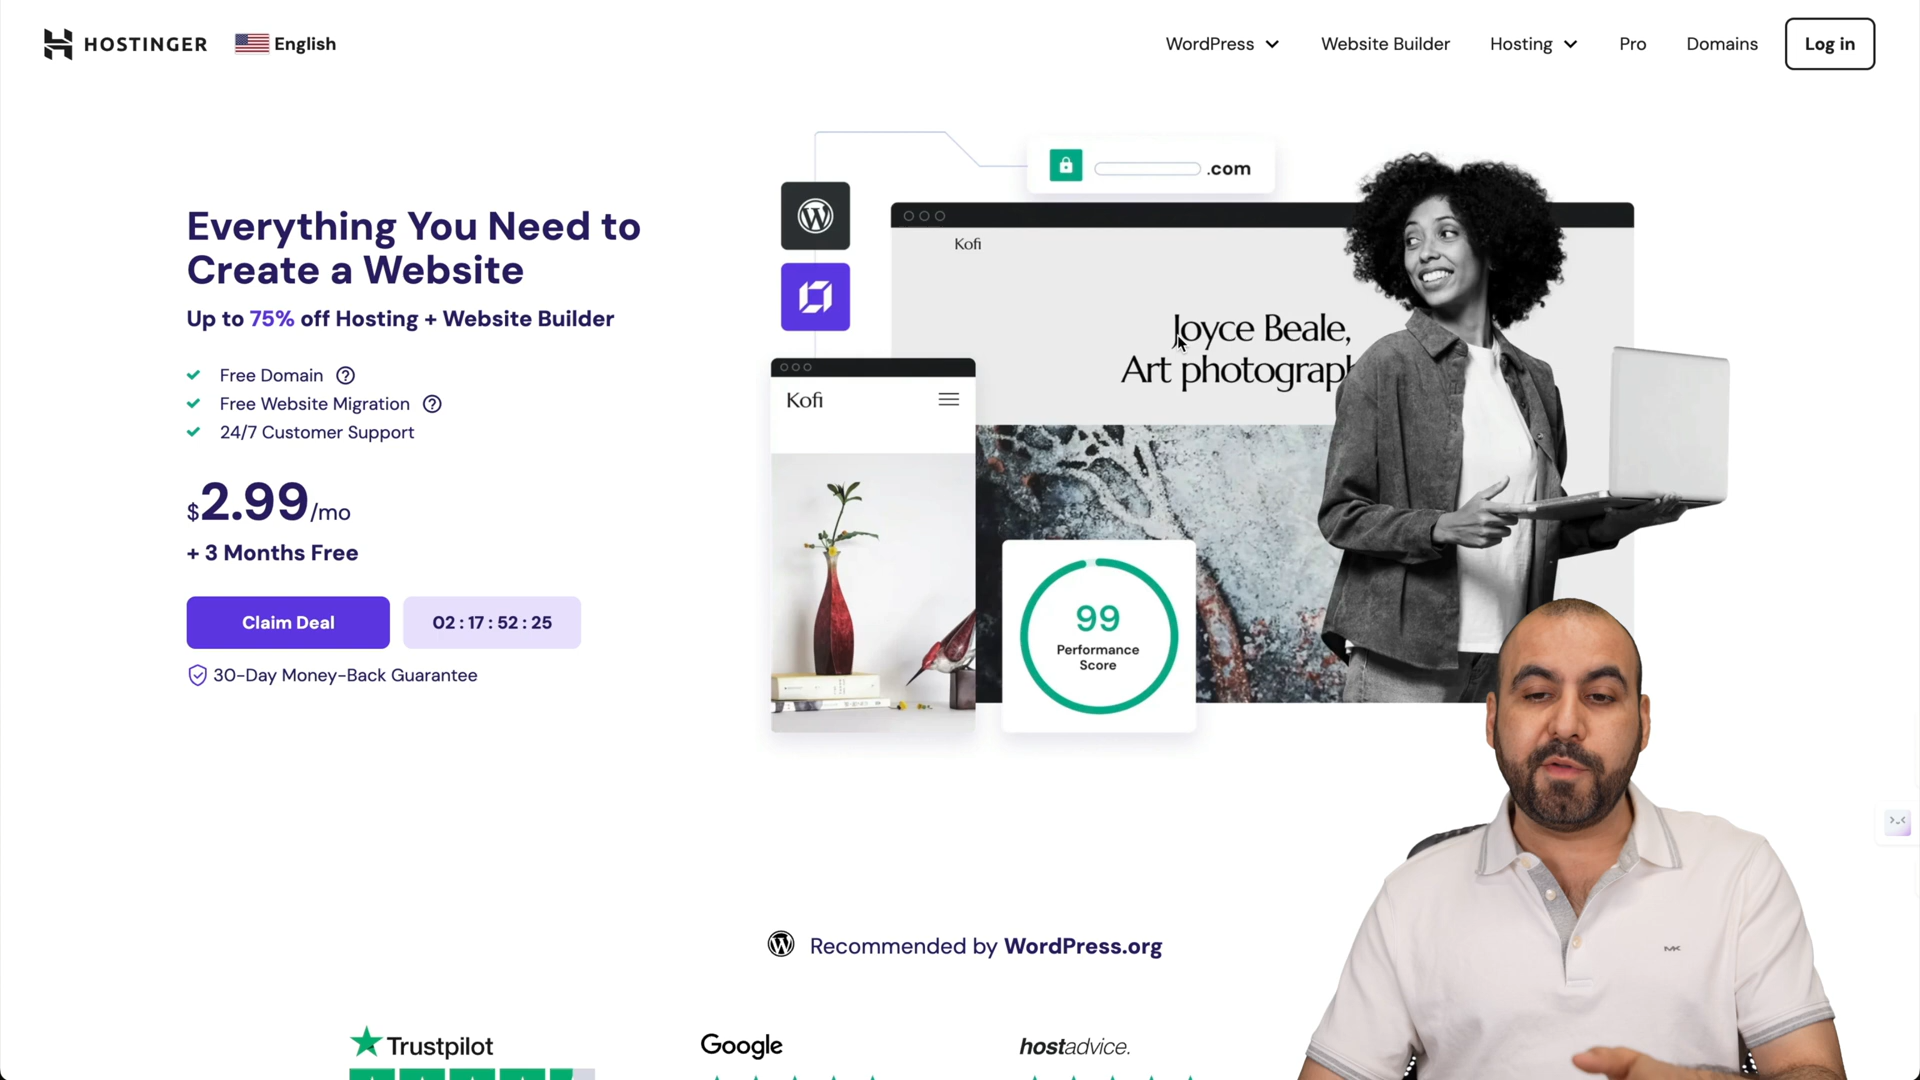 HOSTINGER
English
WordPress
Website Builder
Hosting
Pro
Domains
Log in
Everything You Need to
Create a Website
Up to 75% off Hosting + Website Builder
Free Domain
Free Website Migration
24/7 Customer Support
$2.99/mo
+ 3 Months Free
Claim Deal
02 : 17 : 52 : 25
30-Day Money-Back Guarantee
.com
Kofi
Joyce Beale,
Art photograph
Kofi
99
Performance
Score
MK
Recommended by WordPress.org
Trustpilot
Google
hostadvice.